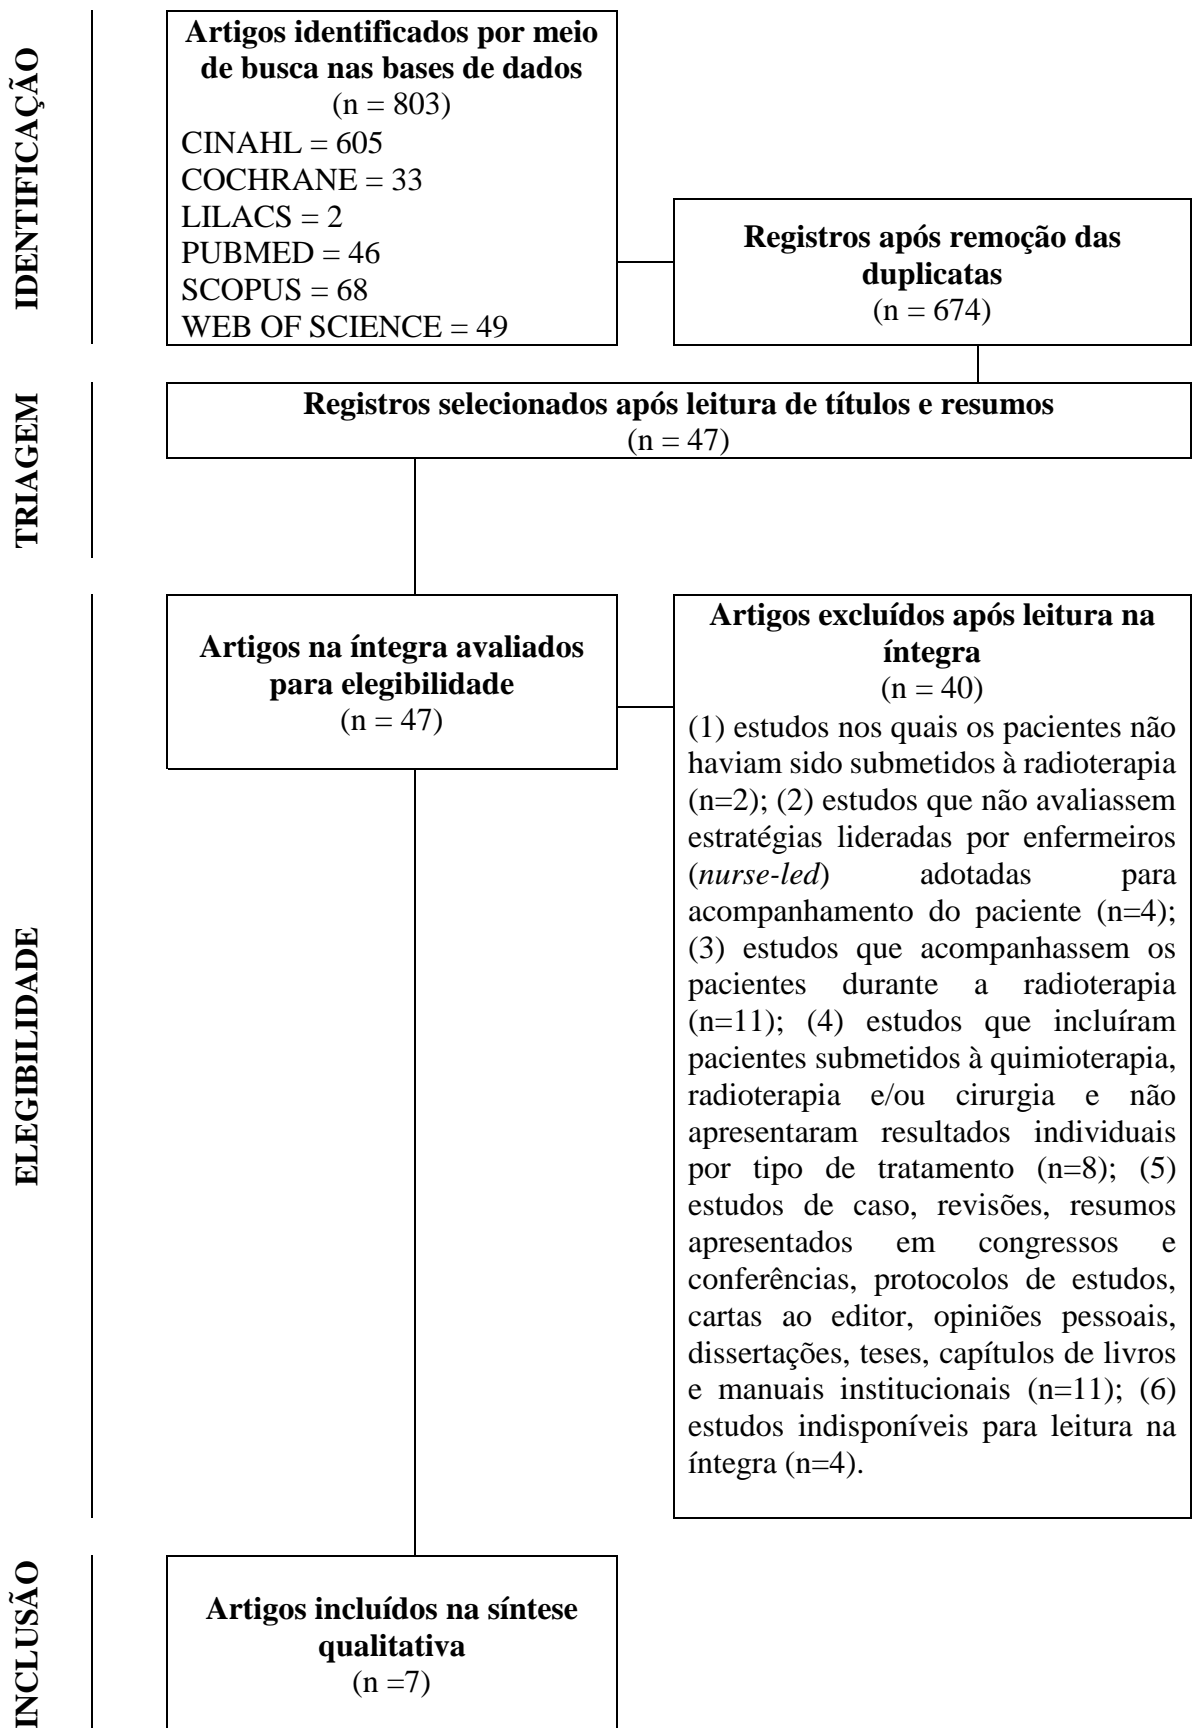 IDENTIFICAÇÃO
Artigos identificados por meio
de busca nas bases de dados
(n = 803)
CINAHL = 605
COCHRANE = 33
LILACS = 2
PUBMED = 46
SCOPUS = 68
WEB OF SCIENCE = 49
Registros após remoção das
duplicatas
(n = 674)
TRIAGEM
Registros selecionados após leitura de títulos e resumos
(n = 47)
ELEGIBILIDADE
Artigos na íntegra avaliados
para elegibilidade
(n = 47)
Artigos excluídos após leitura na
íntegra
(n = 40)
(1) estudos nos quais os pacientes não
haviam sido submetidos à radioterapia
(n=2); (2) estudos que não avaliassem
estratégias lideradas por enfermeiros
(nurse-led) adotadas para
acompanhamento do paciente (n=4);
(3) estudos que acompanhassem os
pacientes durante a radioterapia
(n=11); (4) estudos que incluíram
pacientes submetidos à quimioterapia,
radioterapia e/ou cirurgia e não
apresentaram resultados individuais
por tipo de tratamento (n=8); (5)
estudos de caso, revisões, resumos
apresentados em congressos e
conferências, protocolos de estudos,
cartas ao editor, opiniões pessoais,
dissertações, teses, capítulos de livros
e manuais institucionais (n=11); (6)
estudos indisponíveis para leitura na
íntegra (n=4).
INCLUSÃO
Artigos incluídos na síntese
qualitativa
(n =7)